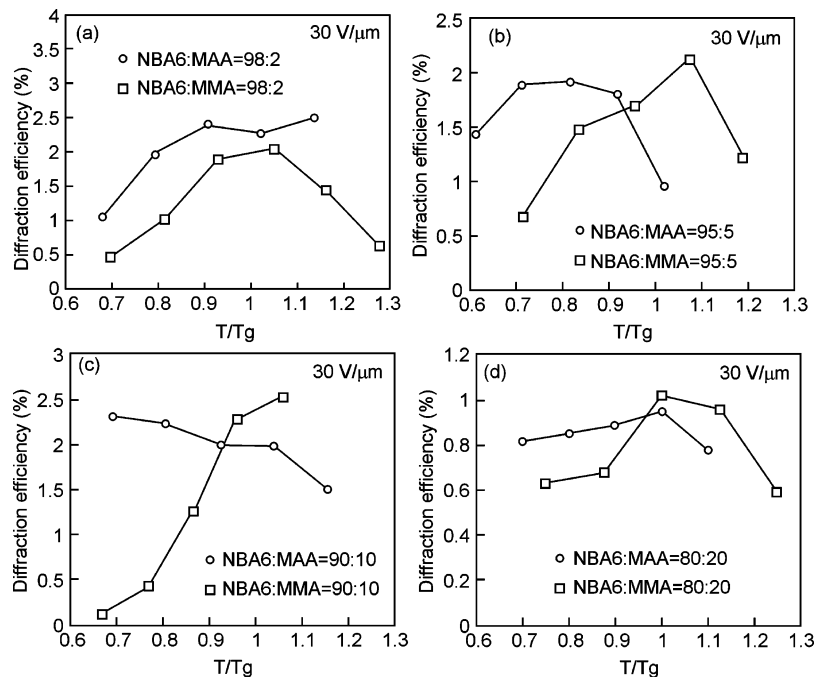 (a)
30 V/μm
NBA6:MAA=98:2
NBA6:MMA=98:2
Diffraction efficiency (%)
4
3.5
3
2.5
2
1.5
1
0.5
0
0.6 0.7 0.8 0.9 1 1.1 1.2 1.3
T/Tg
(b)
30 V/μm
NBA6:MAA=95:5
NBA6:MMA=95:5
Diffraction efficiency (%)
2.5
2
1.5
1
0.5
0
0.6 0.7 0.8 0.9 1 1.1 1.2 1.3
T/Tg
(c)
30 V/μm
NBA6:MAA=90:10
NBA6:MMA=90:10
Diffraction efficiency (%)
3
2.5
2
1.5
1
0.5
0
0.6 0.7 0.8 0.9 1 1.1 1.2 1.3
T/Tg
(d)
30 V/μm
NBA6:MAA=80:20
NBA6:MMA=80:20
Diffraction efficiency (%)
1.2
1
0.8
0.6
0.4
0.2
0
0.6 0.7 0.8 0.9 1 1.1 1.2 1.3
T/Tg